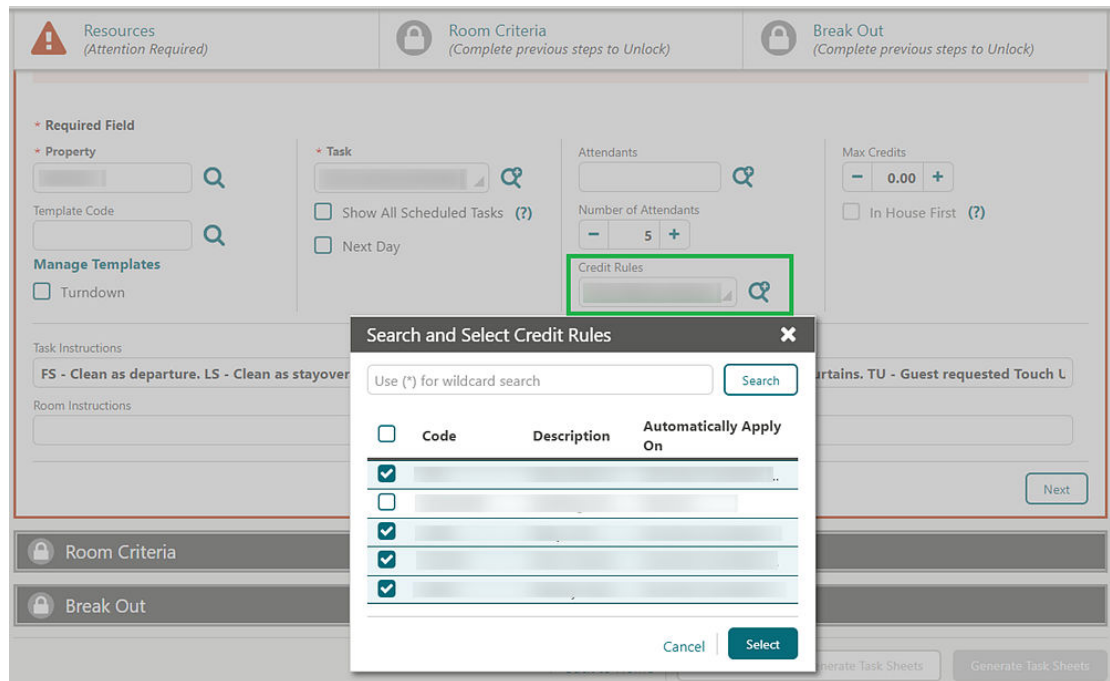 Resources
(Attention Required)
Room Criteria
(Complete previous steps to Unlock)
Break Out
(Complete previous steps to Unlock)
* Required Field
* Property
* Task
Attendants
Max Credits
- 0.00 +
Template Code
Show All Scheduled Tasks (?)
Number of Attendants
In House First (?)
- 5 +
Next Day
Manage Templates
Credit Rules
Turndown
Search and Select Credit Rules
Task Instructions
FS - Clean as departure. LS - Clean as stayover
TU - Guest requested Touch
Use (*) for wildcard search
Search
Room Instructions
Code
Description
Automatically Apply
On
Next
Room Criteria
Break Out
Cancel
Select
Task Sheets
Generate Task Sheets